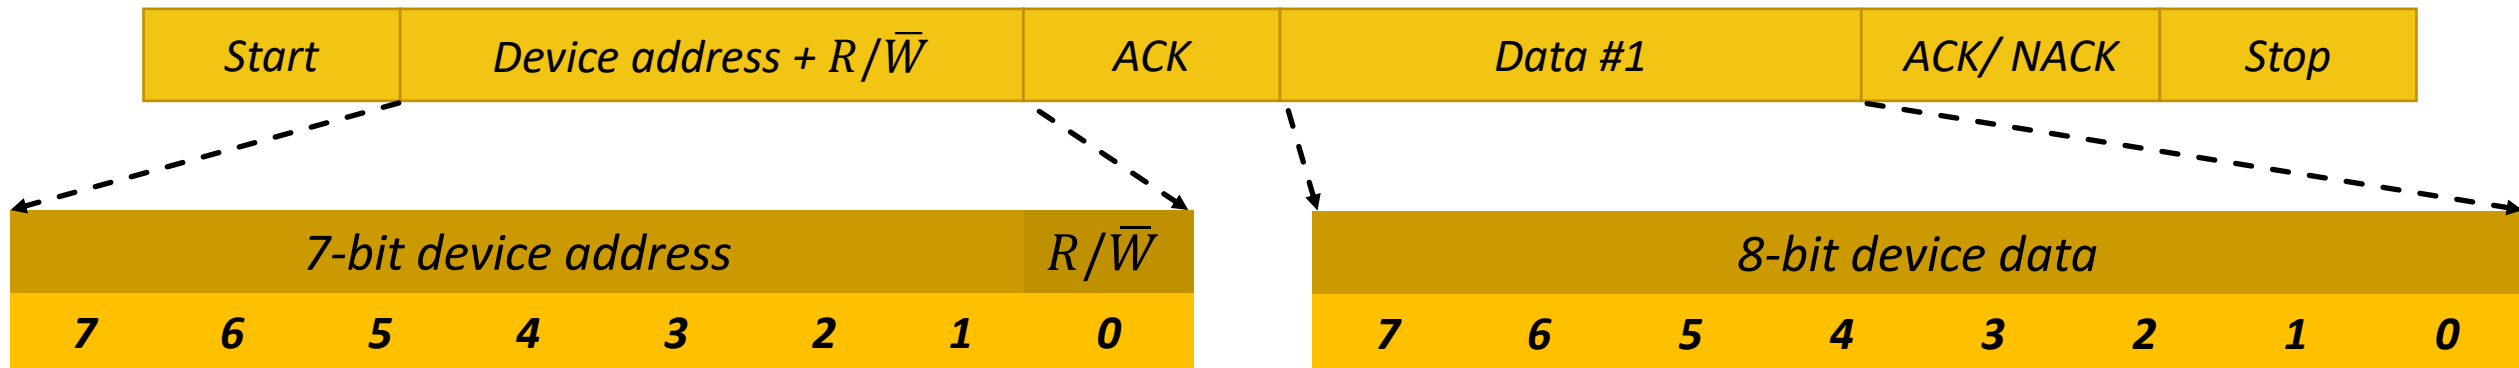 Start Device address + R/W̅ ACK Data #1 ACK/ NACK Stop
7-bit device address R/W̅ 8-bit device data
7 6 5 4 3 2 1 0 7 6 5 4 3 2 1 0